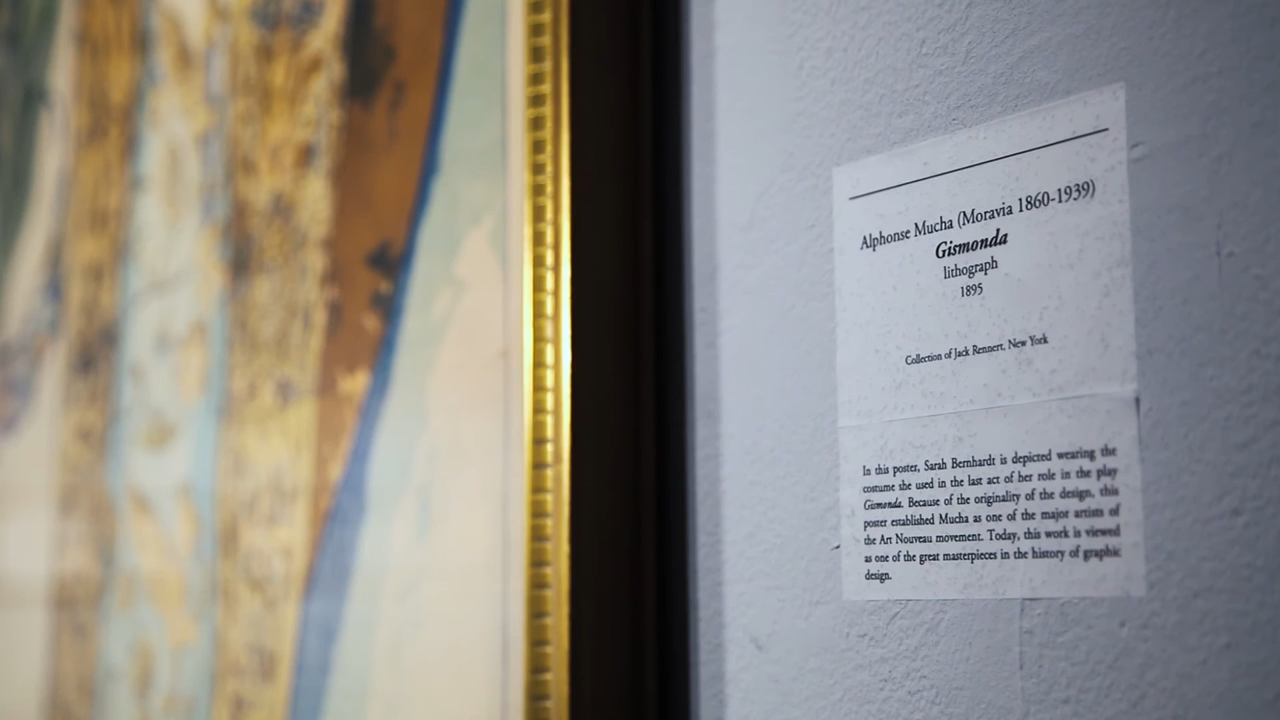 Alphonse Mucha (Moravia 1860-1939)
Gismonda
lithograph
1895
Collection of Jack Rennert, New York
In this poster, Sarah Bernhardt is depicted wearing the
costume she used in the last act of her role in the play
Gismonda. Because of the originality of the design, this
poster established Mucha as one of the major artists of
the Art Nouveau movement. Today, this work is viewed
as one of the great masterpieces in the history of graphic
design.